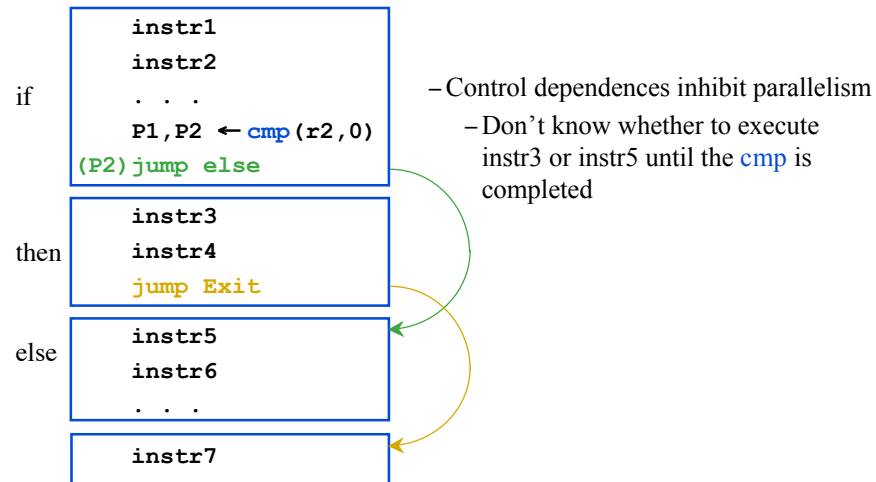 if
instr1
instr2
. . .
P1,P2 ← cmp(r2,0)
(P2)jump else
then
instr3
instr4
jump Exit
else
instr5
instr6
. . .
instr7
–Control dependences inhibit parallelism
–Don’t know whether to execute
instr3 or instr5 until the cmp is
completed